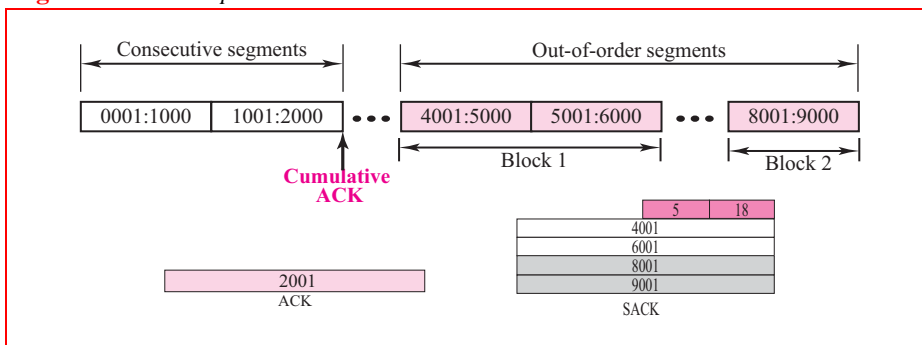 Consecutive segments
Out-of-order segments
0001:1000 1001:2000 ••• 4001:5000 5001:6000 ••• 8001:9000
Block 1
Block 2
Cumulative
ACK
5 18
4001
6001
8001
9001
2001
ACK
SACK